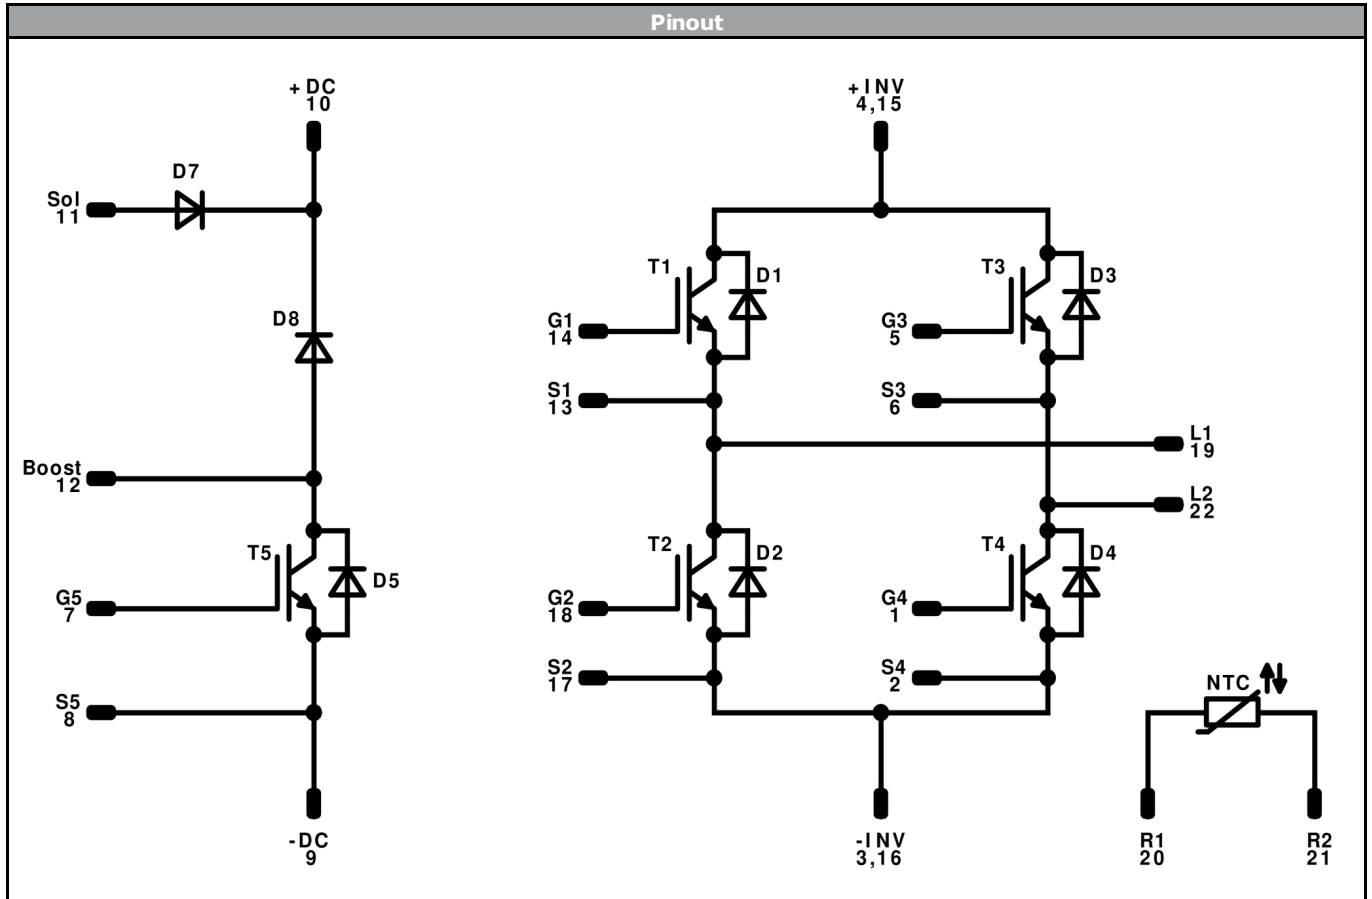 Pinout
+DC
10
+INV
4,15
D7
Sol
11
D8
Boost
12
T5
D5
G5
7
S5
8
-DC
9
T1
D1
G1
14
S1
13
T3
D3
G3
5
S3
6
L1
19
L2
22
T2
D2
G2
18
S2
17
T4
D4
G4
1
S4
2
-INV
3,16
NTC
R1
20
R2
21